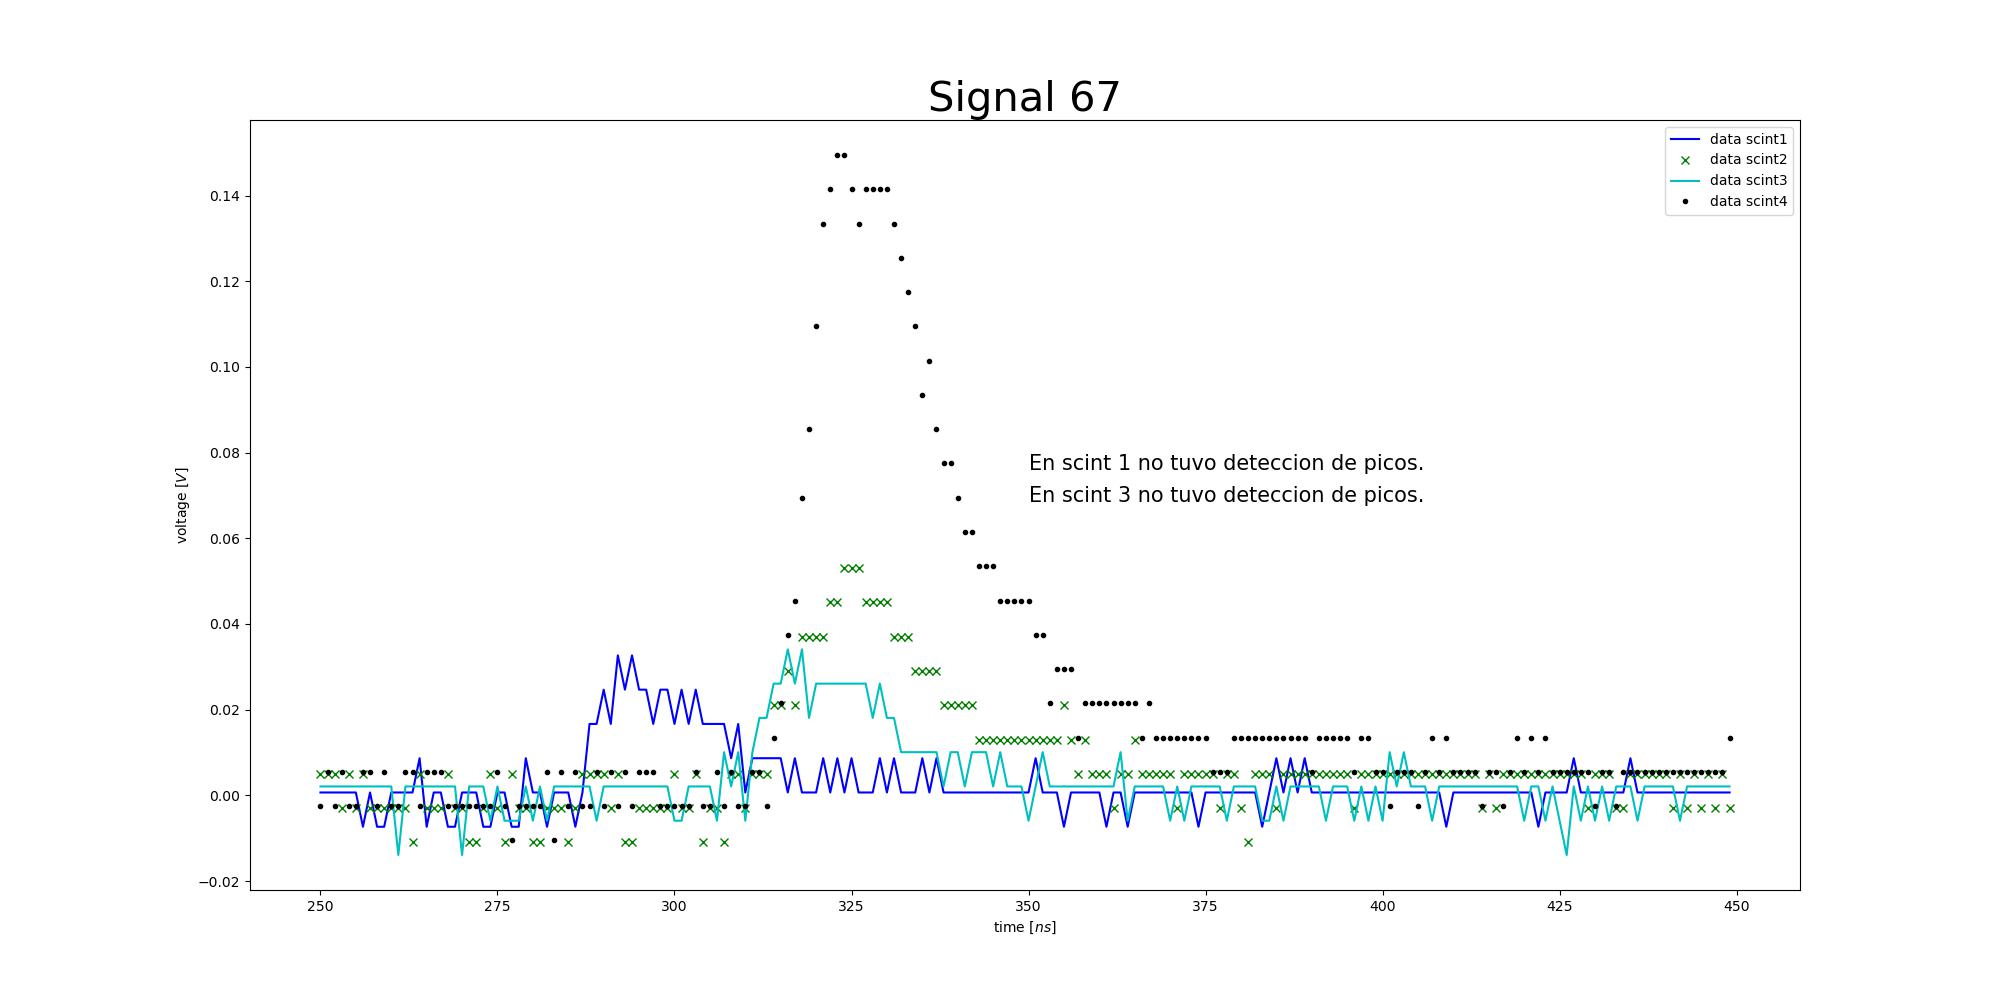 Signal 67
data scint1
data scint2
data scint3
data scint4
0.14
0.12
0.10
0.08
0.06
0.04
0.02
0.00
−0.02
voltage [V]
En scint 1 no tuvo deteccion de picos.
En scint 3 no tuvo deteccion de picos.
250 275 300 325 350 375 400 425 450
time [ns]